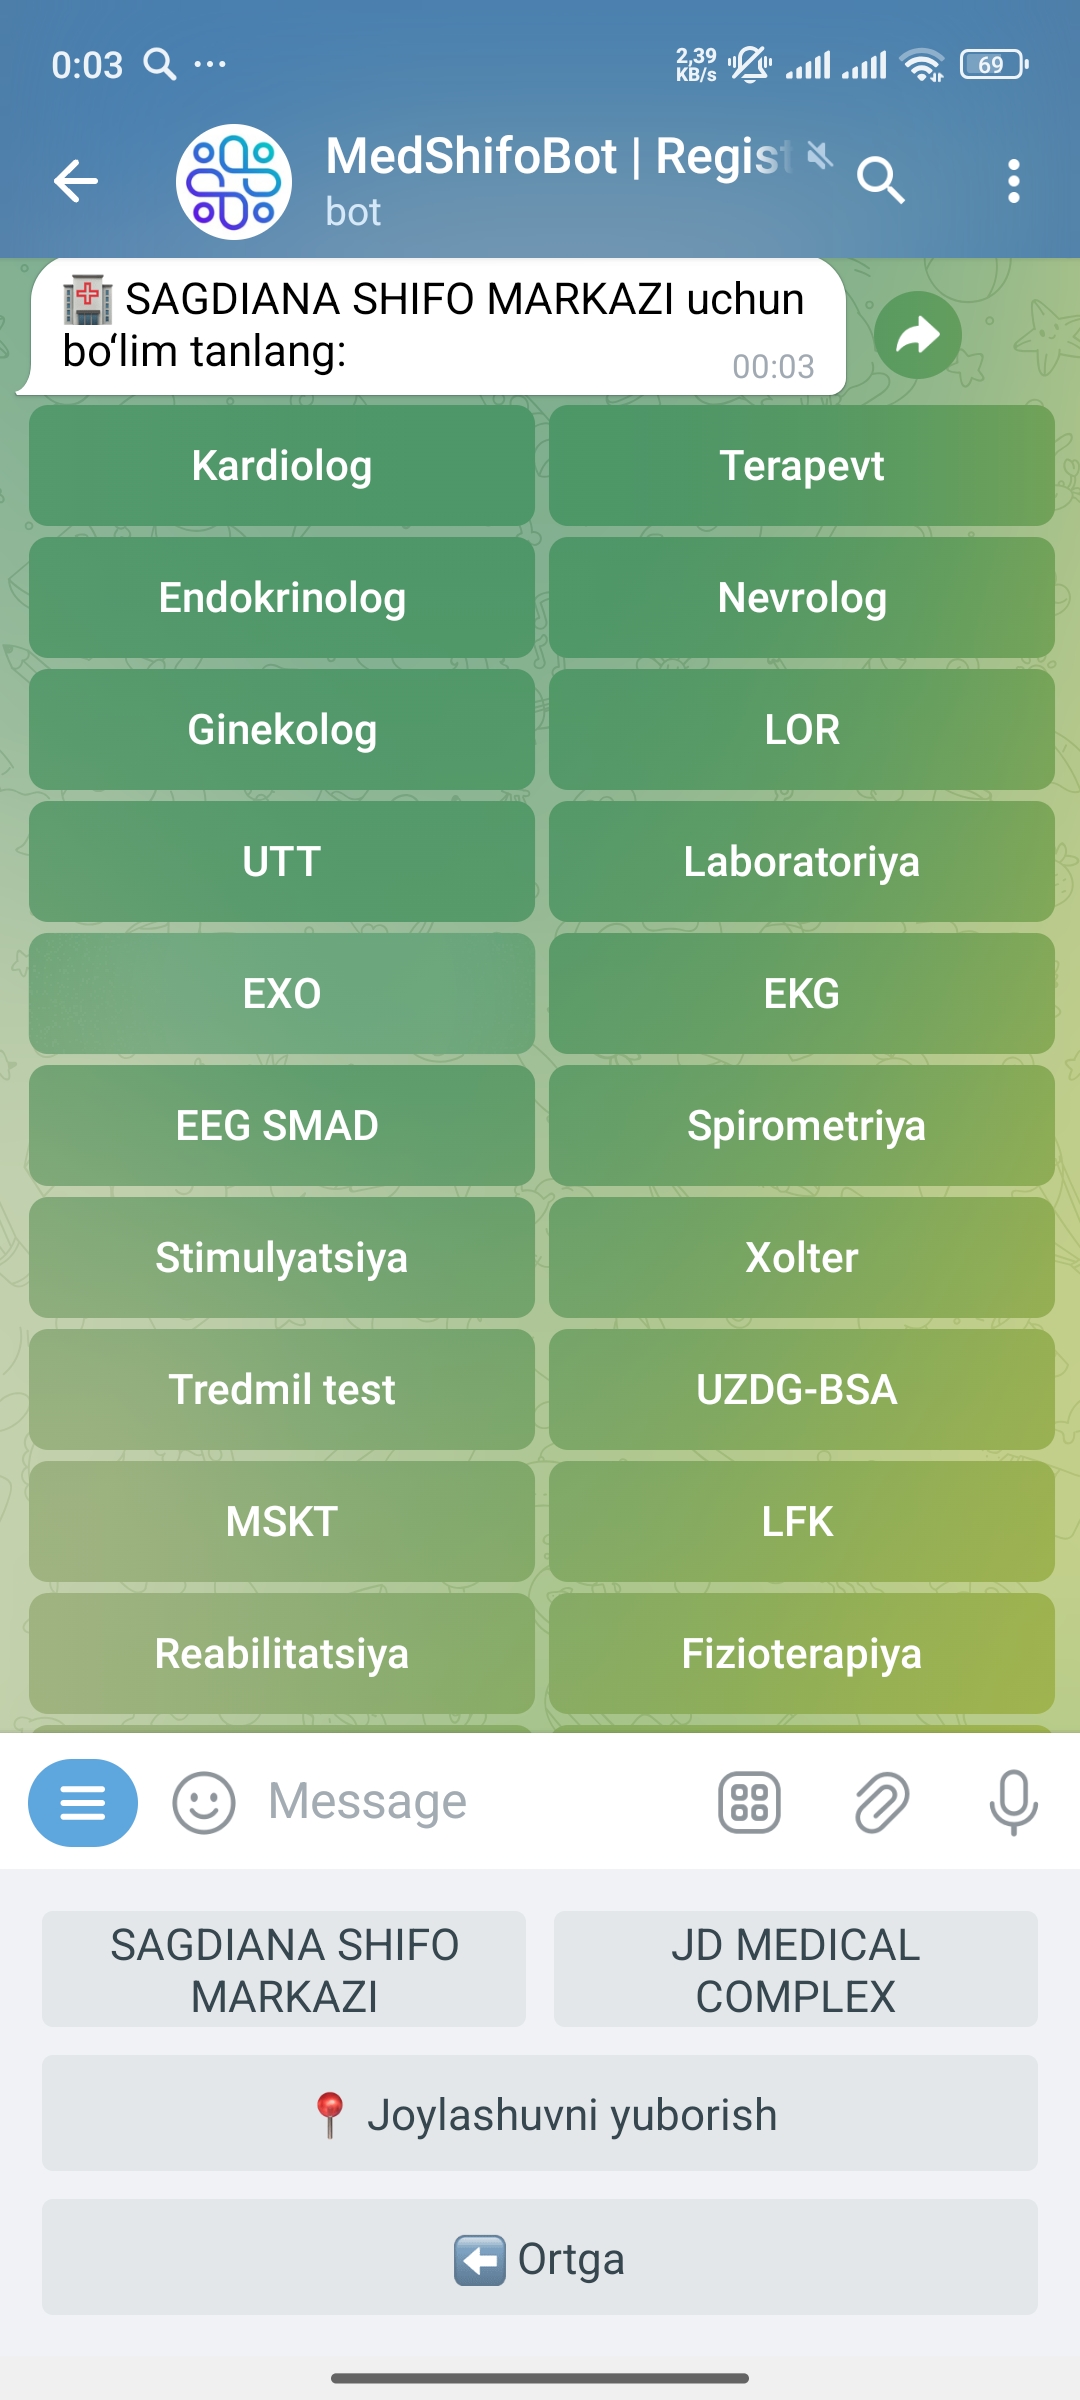 0:03
2,39
KB/s
69
MedShifoBot | Regist
bot
SAGDIANA SHIFO MARKAZI uchun
bo‘lim tanlang:
00:03
Kardiolog
Terapevt
Endokrinolog
Nevrolog
Ginekolog
LOR
UTT
Laboratoriya
EXO
EKG
EEG SMAD
Spirometriya
Stimulyatsiya
Xolter
Tredmil test
UZDG-BSA
MSKT
LFK
Reabilitatsiya
Fizioterapiya
Message
SAGDIANA SHIFO
MARKAZI
JD MEDICAL
COMPLEX
Joylashuvni yuborish
Ortga